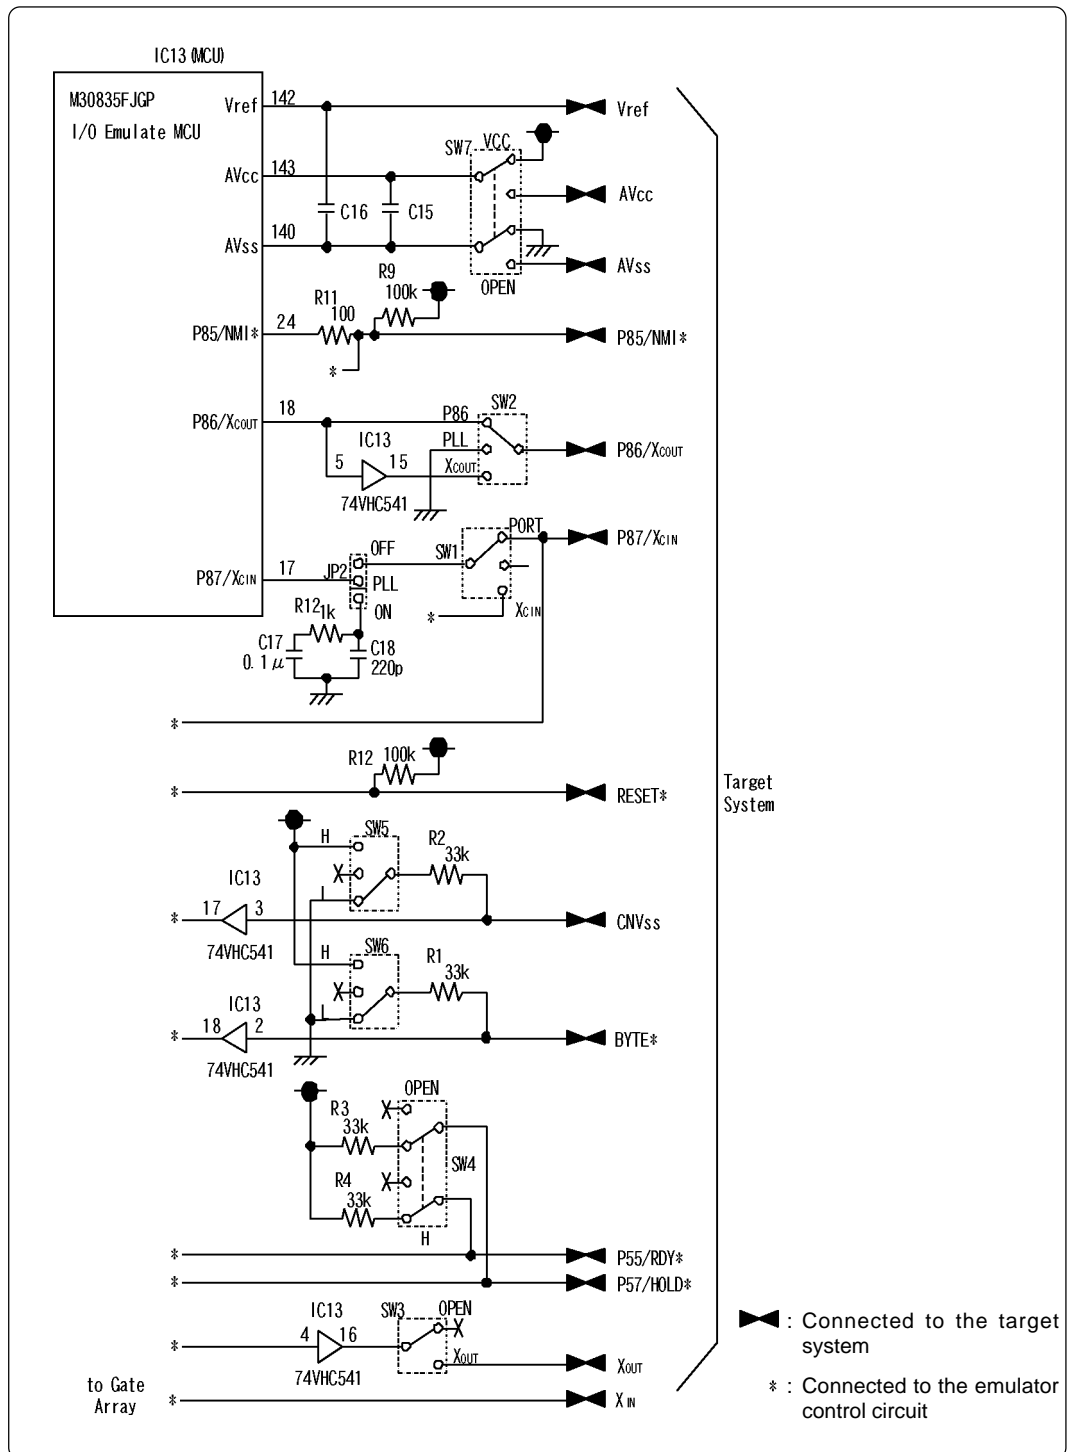 IC13 (MCU)
M30835FJGP
I/O Emulate MCU
Vref 142
Vref
SW7 VCC
AVcc 143
AVcc
C16 C15
AVss 140
AVss
OPEN
R9
100k
R11
100
P85/NMI* 24
P85/NMI*
*
SW2
P86/XCOUT 18
P86
IC13
PLL
P86/XCOUT
5 15
XCOUT
74VHC541
PORT
P87/XCIN
OFF
SW1
P87/XCIN 17
JP2
PLL
ON
* XCIN
R12 1k
C17
0.1μ
C18
220p
*
R12 100k
* RESET*
Target
System
SW5
H
R2
33k
IC13
X
L
* 17 3
CNVss
74VHC541
SW6
H
R1
33k
IC13
X
L
* 18 2
BYTE*
74VHC541
OPEN
X
R3
33k
SW4
R4
33k
X
H
* P55/RDY*
* P57/HOLD*
IC13 SW3 OPEN
X
* 4 16
74VHC541
XOUT
XOUT
to Gate
Array
* XIN
: Connected to the target
system
* : Connected to the emulator
control circuit